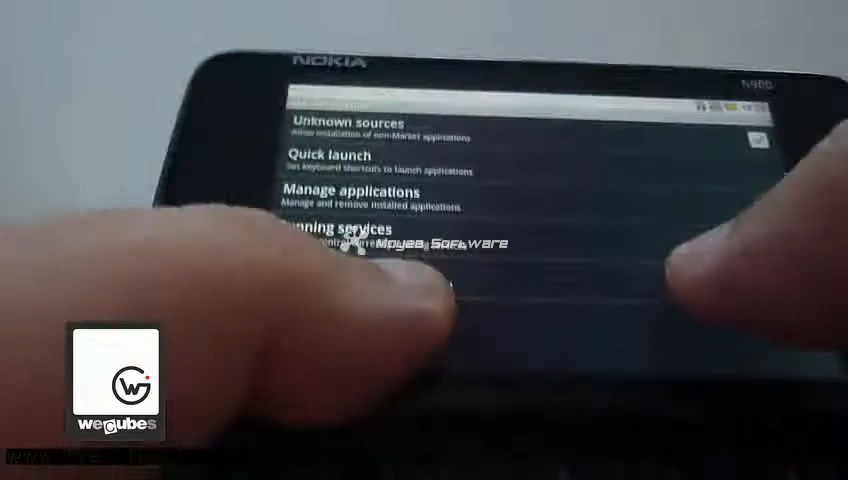 NOKIA
N900
Unknown sources
Allow installation of non-Market applications
Quick launch
Set keyboard shortcuts to launch applications
Manage applications
Manage and remove installed applications
nning services
Moyea Software
W
wecubes